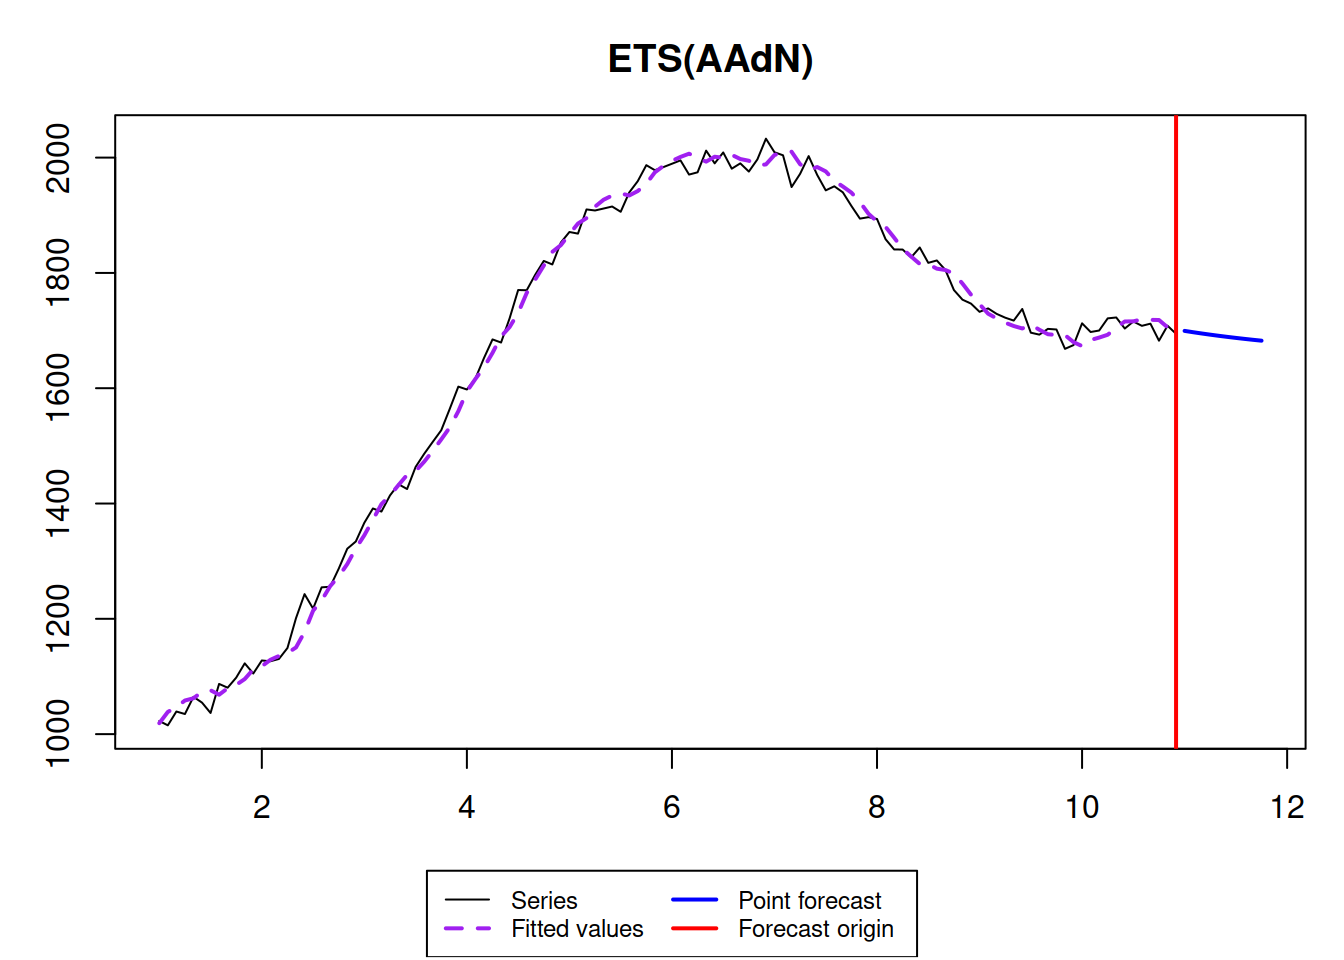 ETS(AAdN)
2000
1800
1600
1400
1200
1000
2 4 6 8 10 12
Series
Point forecast
Fitted values
Forecast origin